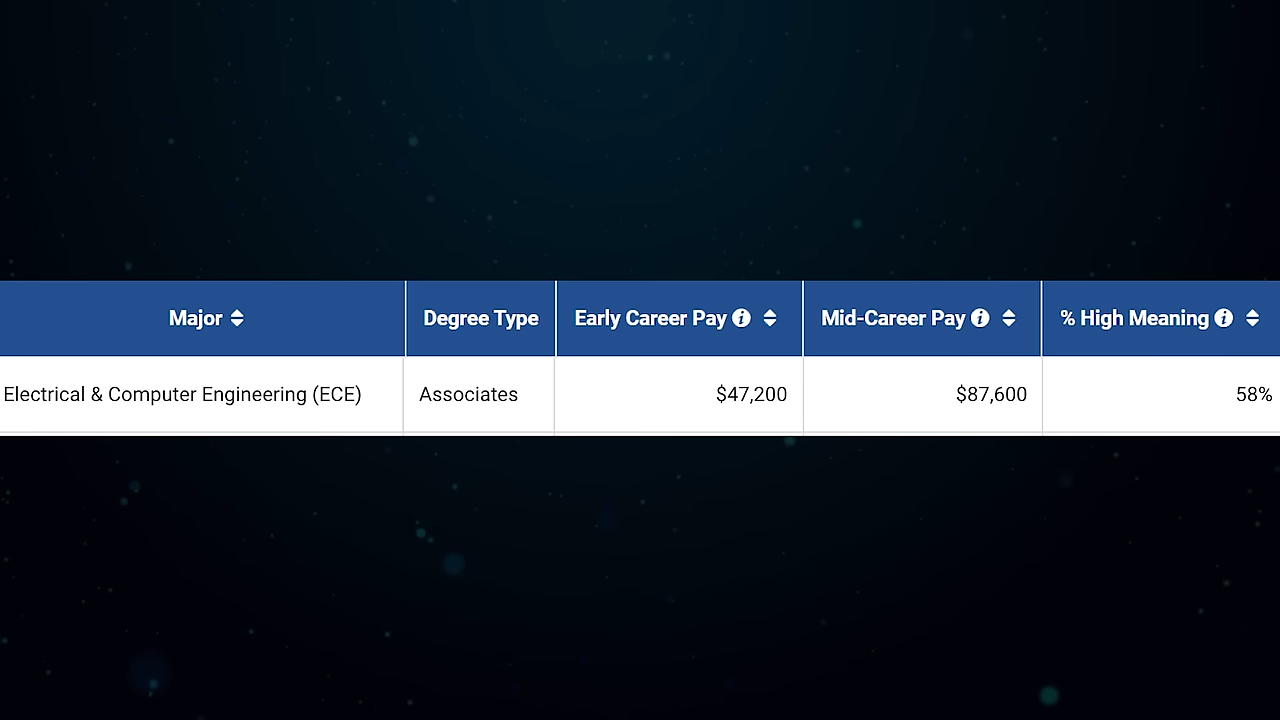 Major Degree Type Early Career Pay Mid-Career Pay % High Meaning
Electrical & Computer Engineering (ECE) Associates $47,200 $87,600 58%